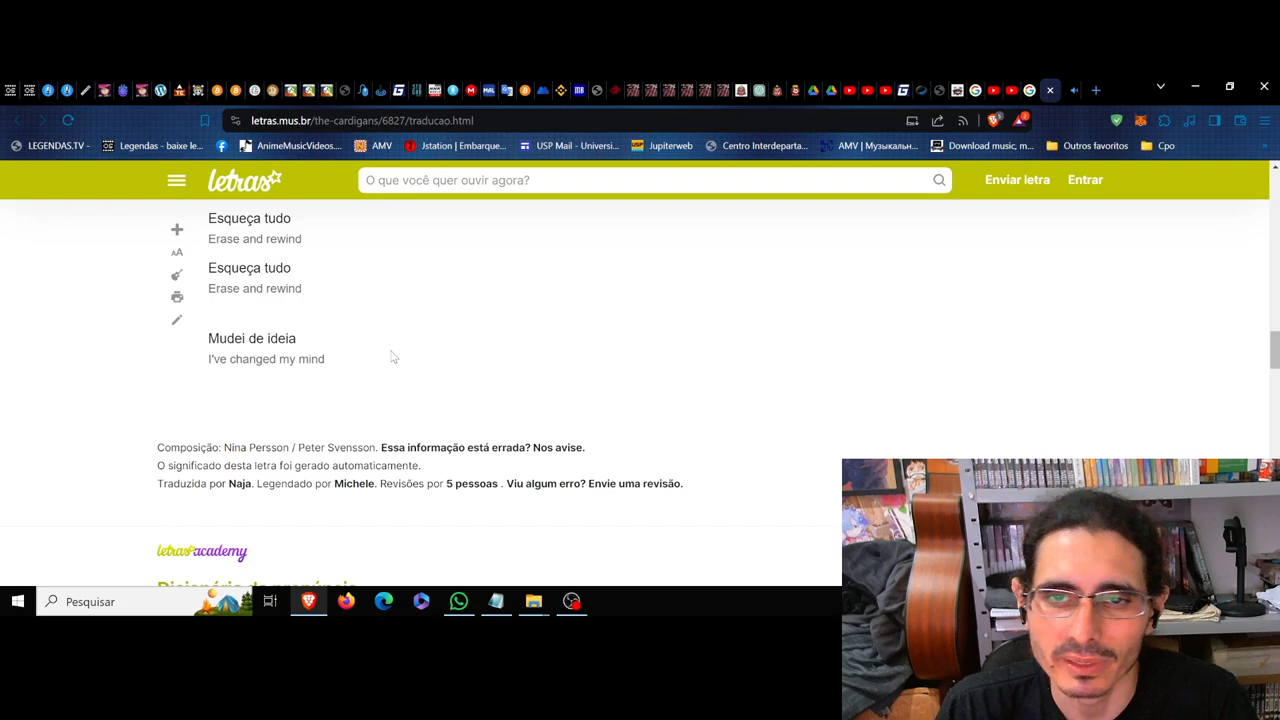 letras.mus.br/the-cardigans/6827/traducao.html
LEGENDAS.TV -
Legendas - baixe le...
AnimeMusicVideos....
AMV
Jstation | Embarque...
USP Mail - Universi...
Jupiterweb
Centro Interdeparta...
AMV | Музыкальн...
Download music, m...
Outros favoritos
Cpo
letras
O que você quer ouvir agora?
Enviar letra
Entrar
Esqueça tudo
Erase and rewind
Esqueça tudo
Erase and rewind
Mudei de ideia
I've changed my mind
Composição: Nina Persson / Peter Svensson. Essa informação está errada? Nos avise.
O significado desta letra foi gerado automaticamente.
Traduzida por Naja. Legendado por Michele. Revisões por 5 pessoas . Viu algum erro? Envie uma revisão.
letras academy
Pesquisar